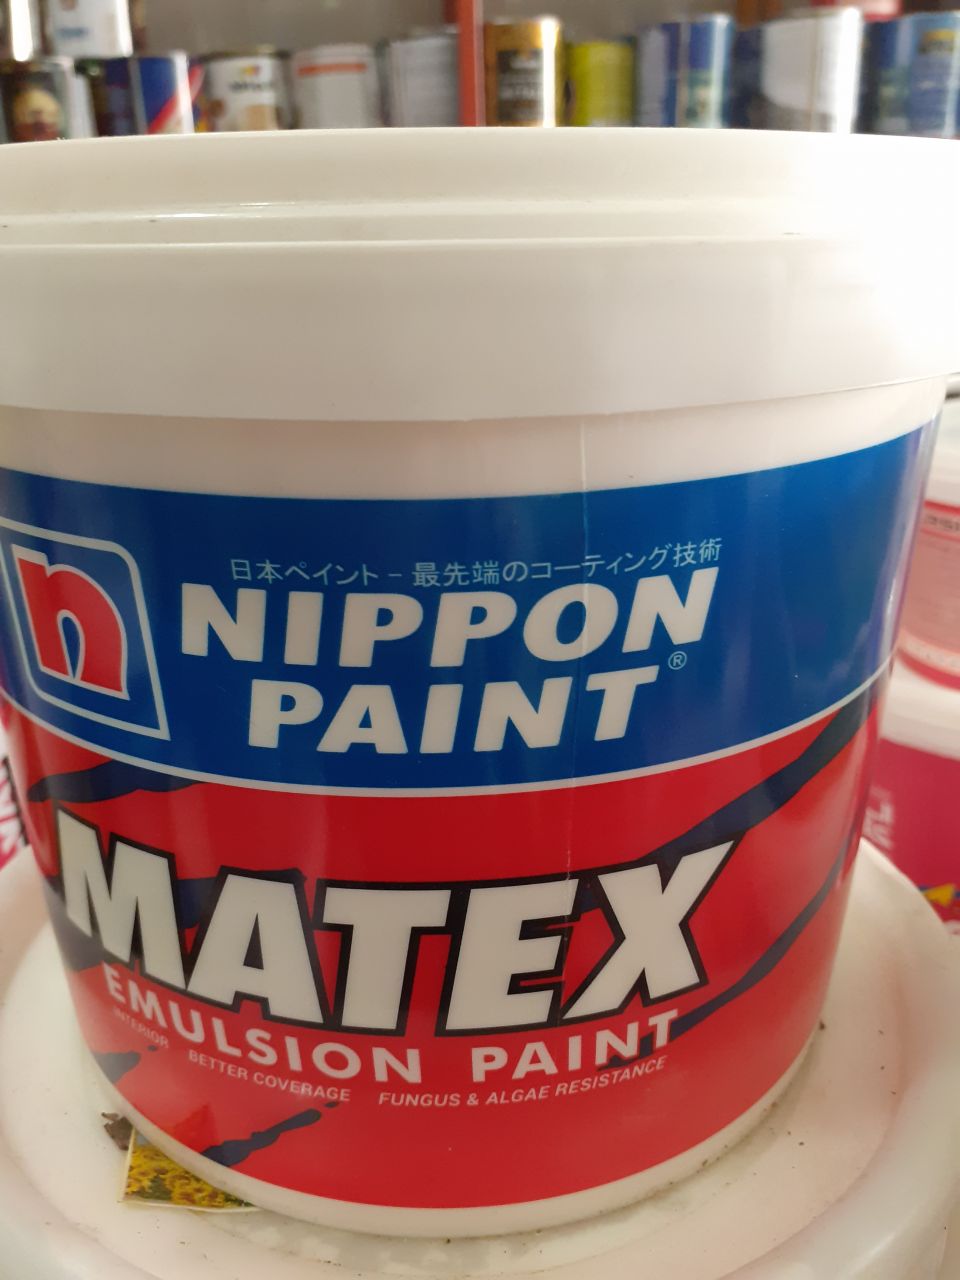 日本ペイント - 最先端のコーティング技術
n
NIPPON
PAINT®
MATEX
EMULSION PAINT
INTERIOR BETTER COVERAGE FUNGUS & ALGAE RESISTANCE